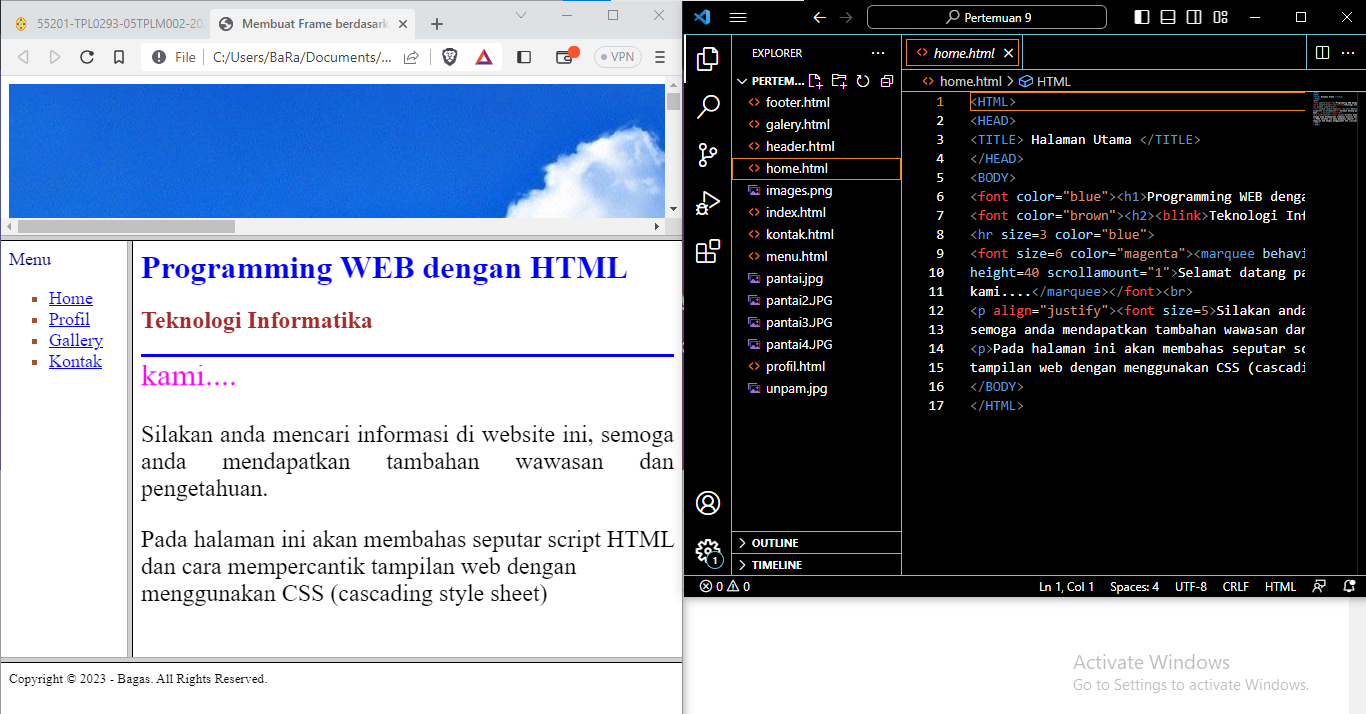 55201-TPL0293-05TPLM002-20
Membuat Frame berdasark
File
C:/Users/BaRa/Documents/...
VPN
Menu
Home
Profil
Gallery
Kontak
Programming WEB dengan HTML
Teknologi Informatika
kami....
Silakan anda mencari informasi di website ini, semoga
anda mendapatkan tambahan wawasan dan
pengetahuan.
Pada halaman ini akan membahas seputar script HTML
dan cara mempercantik tampilan web dengan
menggunakan CSS (cascading style sheet)
Copyright © 2023 - Bagas. All Rights Reserved.
Pertemuan 9
EXPLORER
PERTEM...
footer.html
galery.html
header.html
home.html
images.png
index.html
kontak.html
menu.html
pantai.jpg
pantai2.JPG
pantai3.JPG
pantai4.JPG
profil.html
unpam.jpg
OUTLINE
TIMELINE
home.html
home.html > HTML
1 <HTML>
2 <HEAD>
3 <TITLE> Halaman Utama </TITLE>
4 </HEAD>
5 <BODY>
6 <font color="blue"><h1>Programming WEB denga
7 <font color="brown"><h2><blink>Teknologi Inf
8 <hr size=3 color="blue">
9 <font size=6 color="magenta"><marquee behavi
10 height=40 scrollamount="1">Selamat datang pa
11 kami....</marquee></font><br>
12 <p align="justify"><font size=5>Silakan anda
13 semoga anda mendapatkan tambahan wawasan dan
14 <p>Pada halaman ini akan membahas seputar sc
15 tampilan web dengan menggunakan CSS (cascadi
16 </BODY>
17 </HTML>
1
0 0
Ln 1, Col 1
Spaces: 4
UTF-8
CRLF
HTML
Activate Windows
Go to Settings to activate Windows.